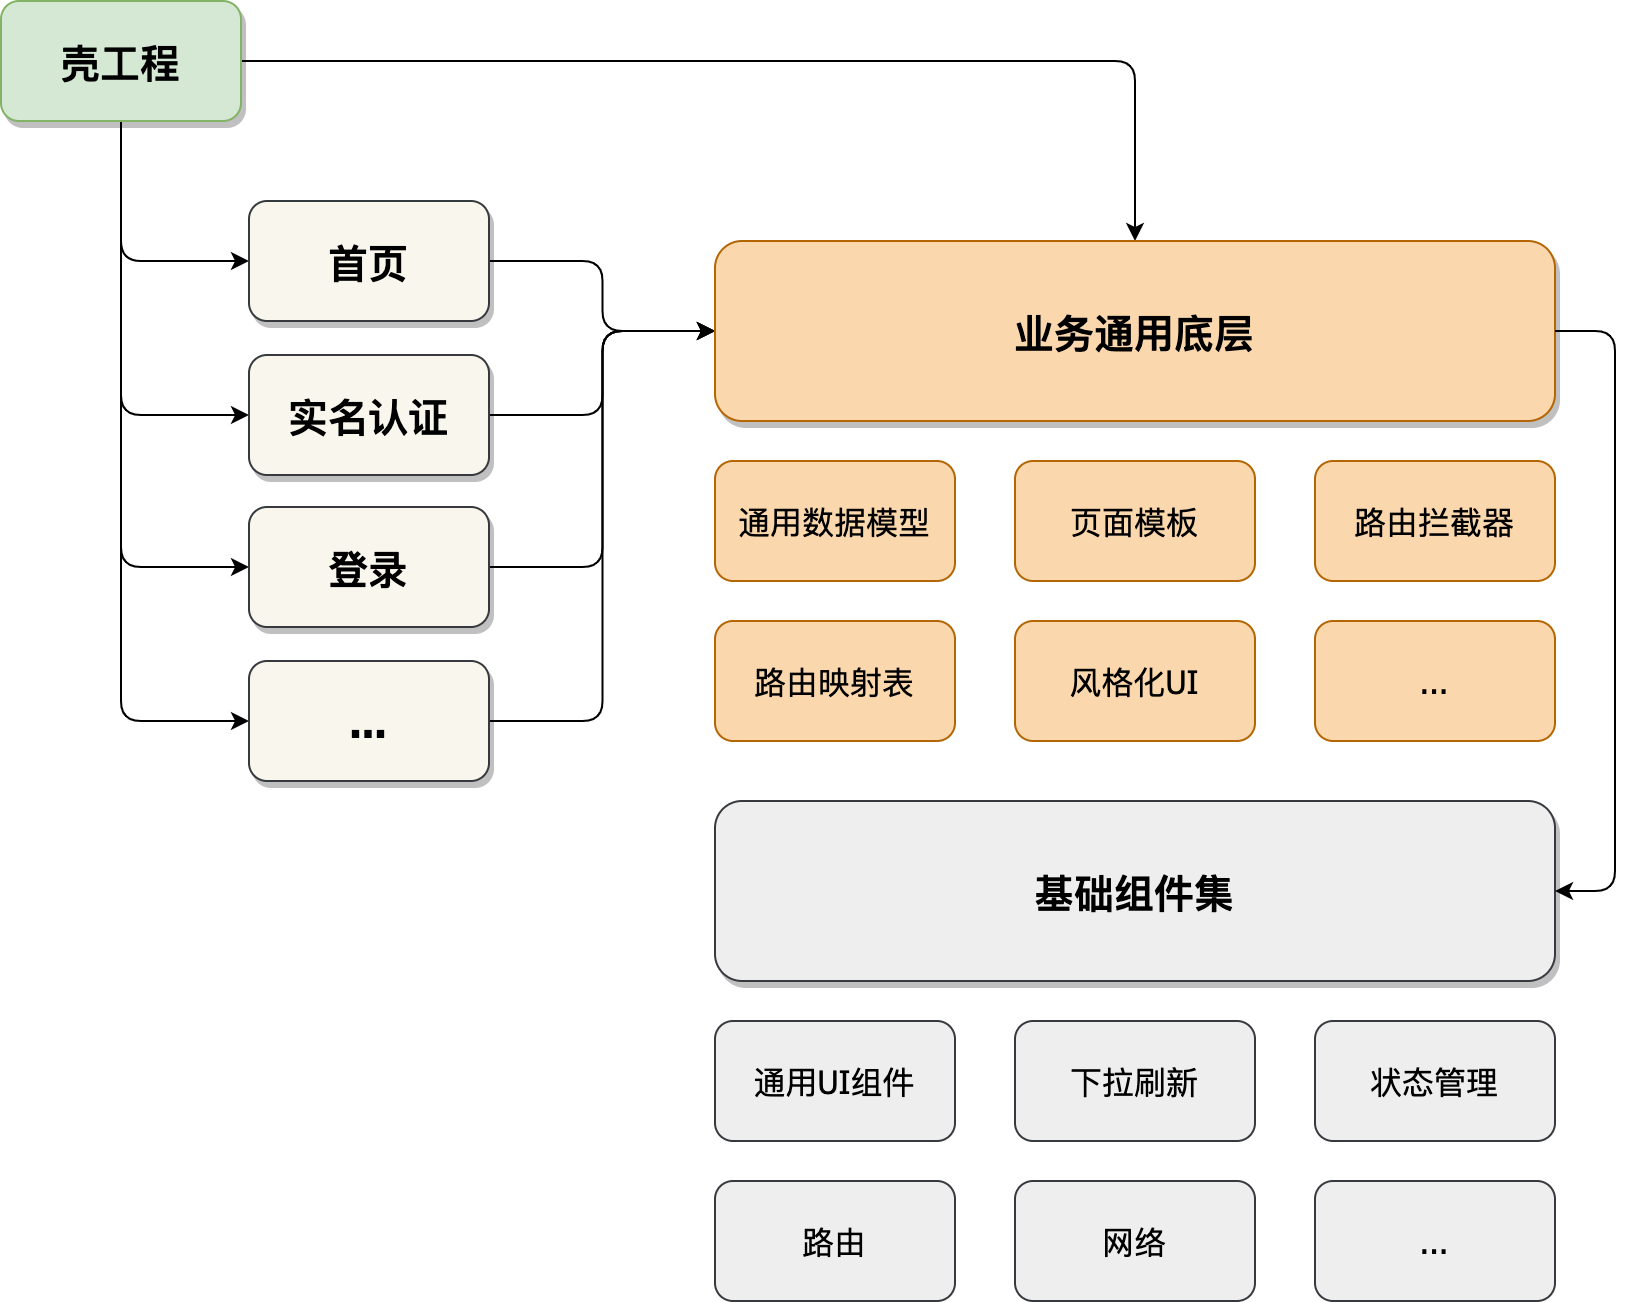 壳工程
首页
实名认证
登录
...
业务通用底层
通用数据模型
页面模板
路由拦截器
路由映射表
风格化UI
...
基础组件集
通用UI组件
下拉刷新
状态管理
路由
网络
...